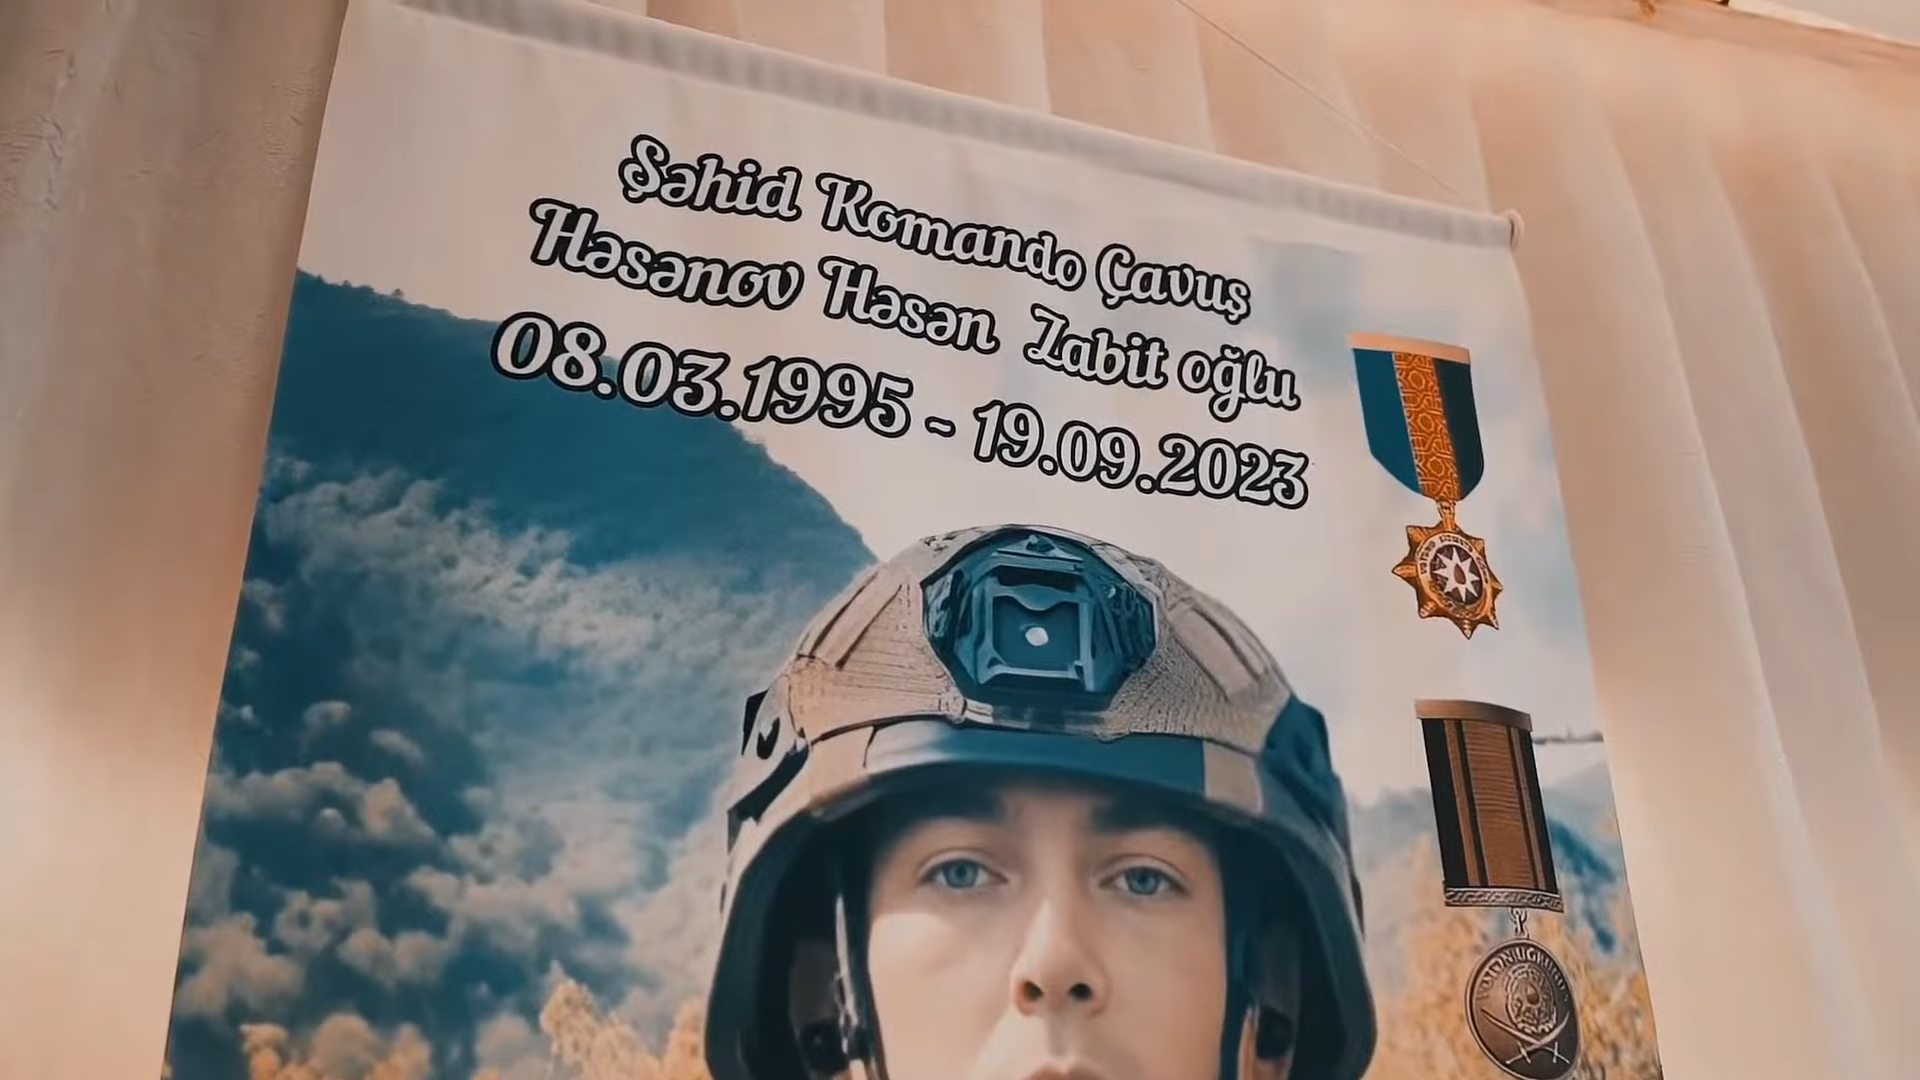 Şəhid Komando Çavuş
Həsənov Həsən Zabit oğlu
08.03.1995 - 19.09.2023